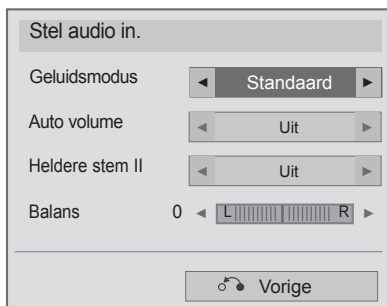 Stel audio in.
Geluidsmodus ◄ Standaard ►
Auto volume ◄ Uit ►
Heldere stem II ◄ Uit ►
Balans 0 ◄ L R ►
Vorige